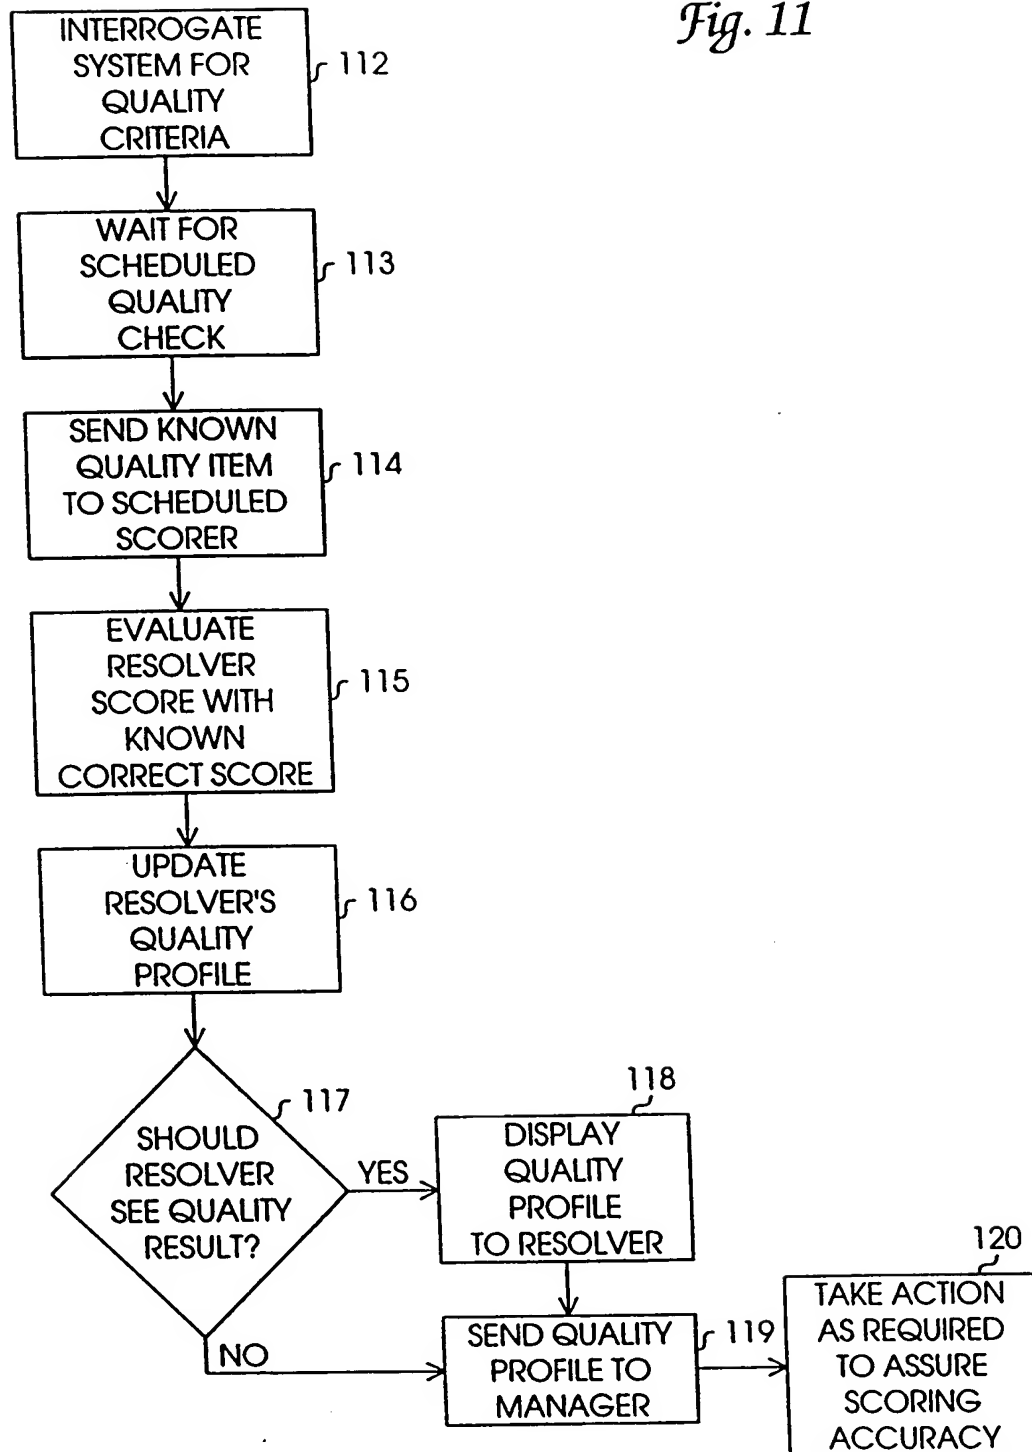 Fig. 11
INTERROGATE
SYSTEM FOR
QUALITY
CRITERIA
112
WAIT FOR
SCHEDULED
QUALITY
CHECK
113
SEND KNOWN
QUALITY ITEM
TO SCHEDULED
SCORER
114
EVALUATE
RESOLVER
SCORE WITH
KNOWN
CORRECT SCORE
115
UPDATE
RESOLVER'S
QUALITY
PROFILE
116
SHOULD
RESOLVER
SEE QUALITY
RESULT?
117
YES
NO
DISPLAY
QUALITY
PROFILE
TO RESOLVER
118
SEND QUALITY
PROFILE TO
MANAGER
119
TAKE ACTION
AS REQUIRED
TO ASSURE
SCORING
ACCURACY
120